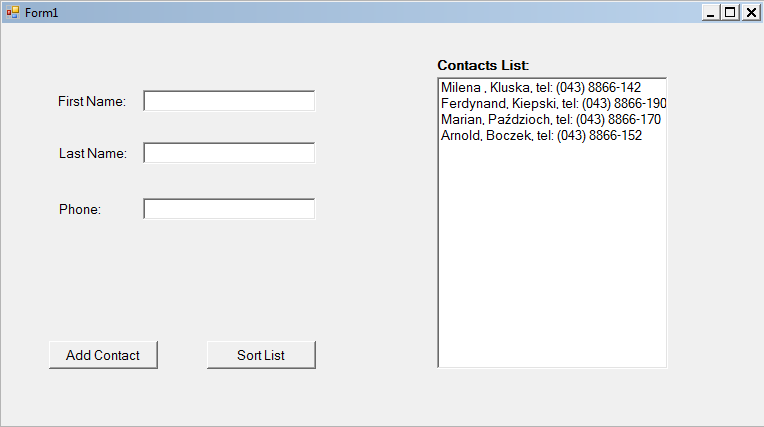 Form1
Contacts List:
Milena , Kluska, tel: (043) 8866-142
Ferdynand, Kiepski, tel: (043) 8866-190
Marian, Paździoch, tel: (043) 8866-170
Arnold, Boczek, tel: (043) 8866-152
First Name:
Last Name:
Phone:
Add Contact
Sort List